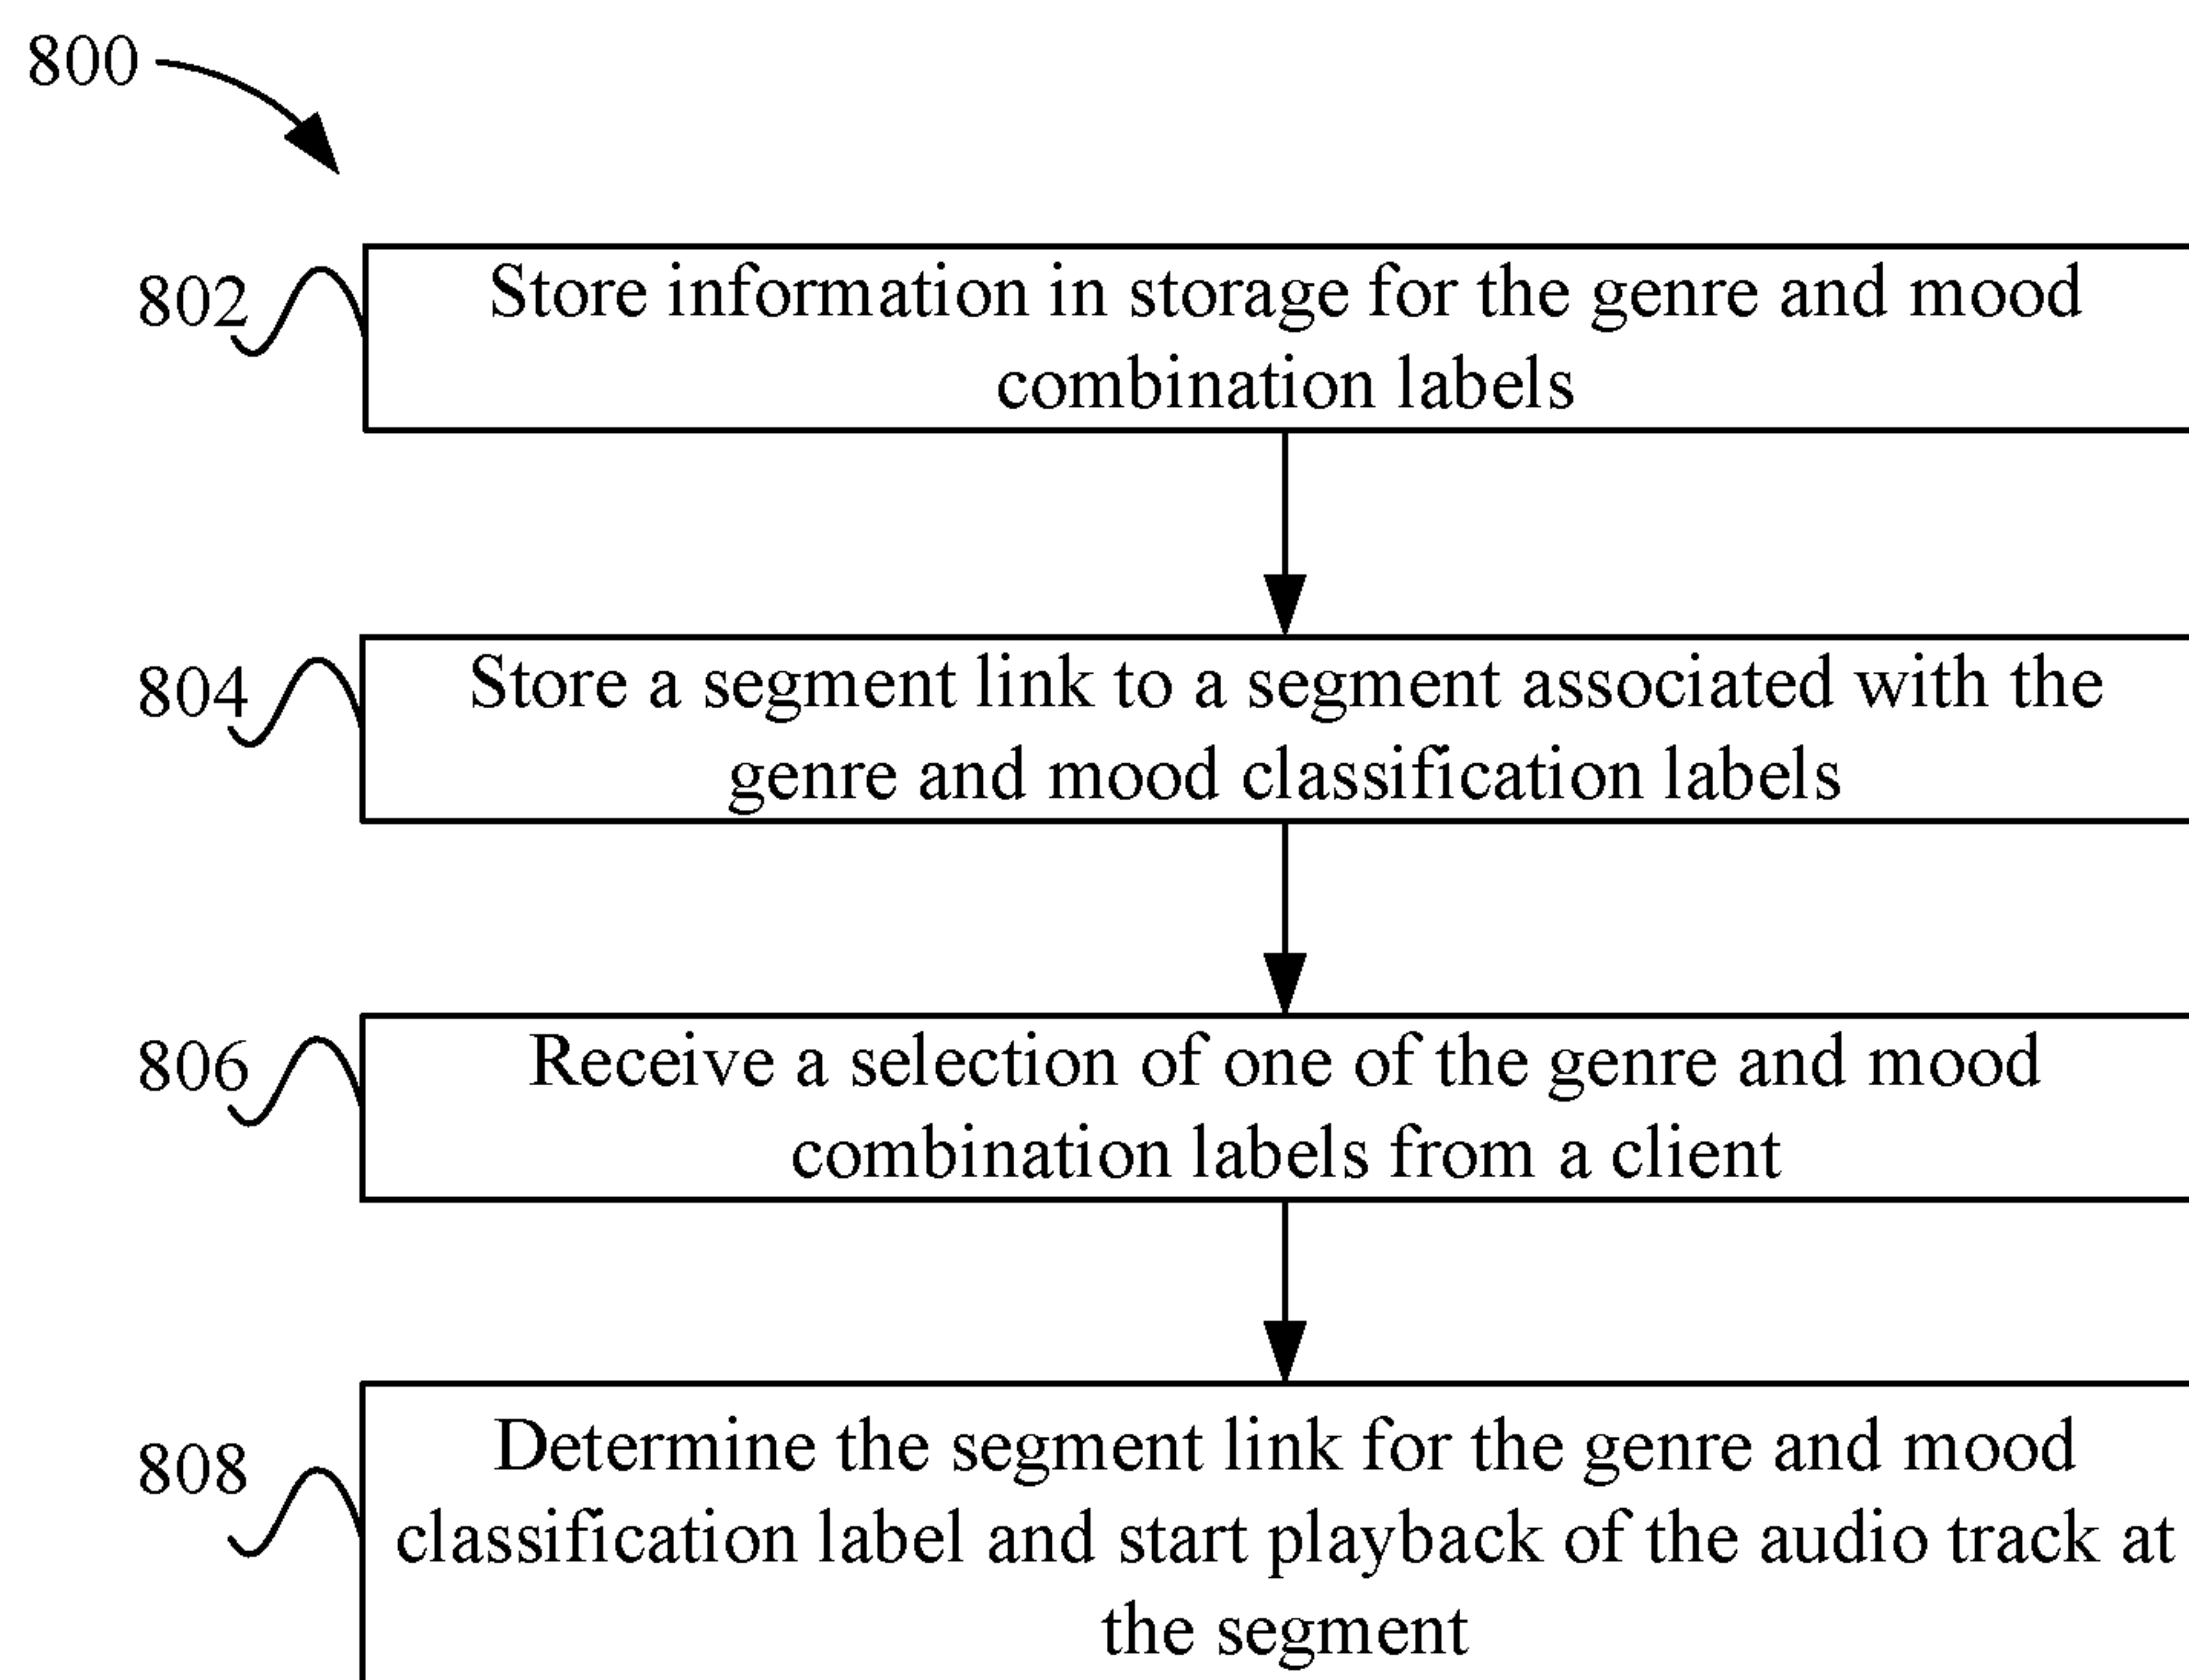 800
802
Store information in storage for the genre and mood
combination labels
804
Store a segment link to a segment associated with the
genre and mood classification labels
806
Receive a selection of one of the genre and mood
combination labels from a client
808
Determine the segment link for the genre and mood
classification label and start playback of the audio track at
the segment